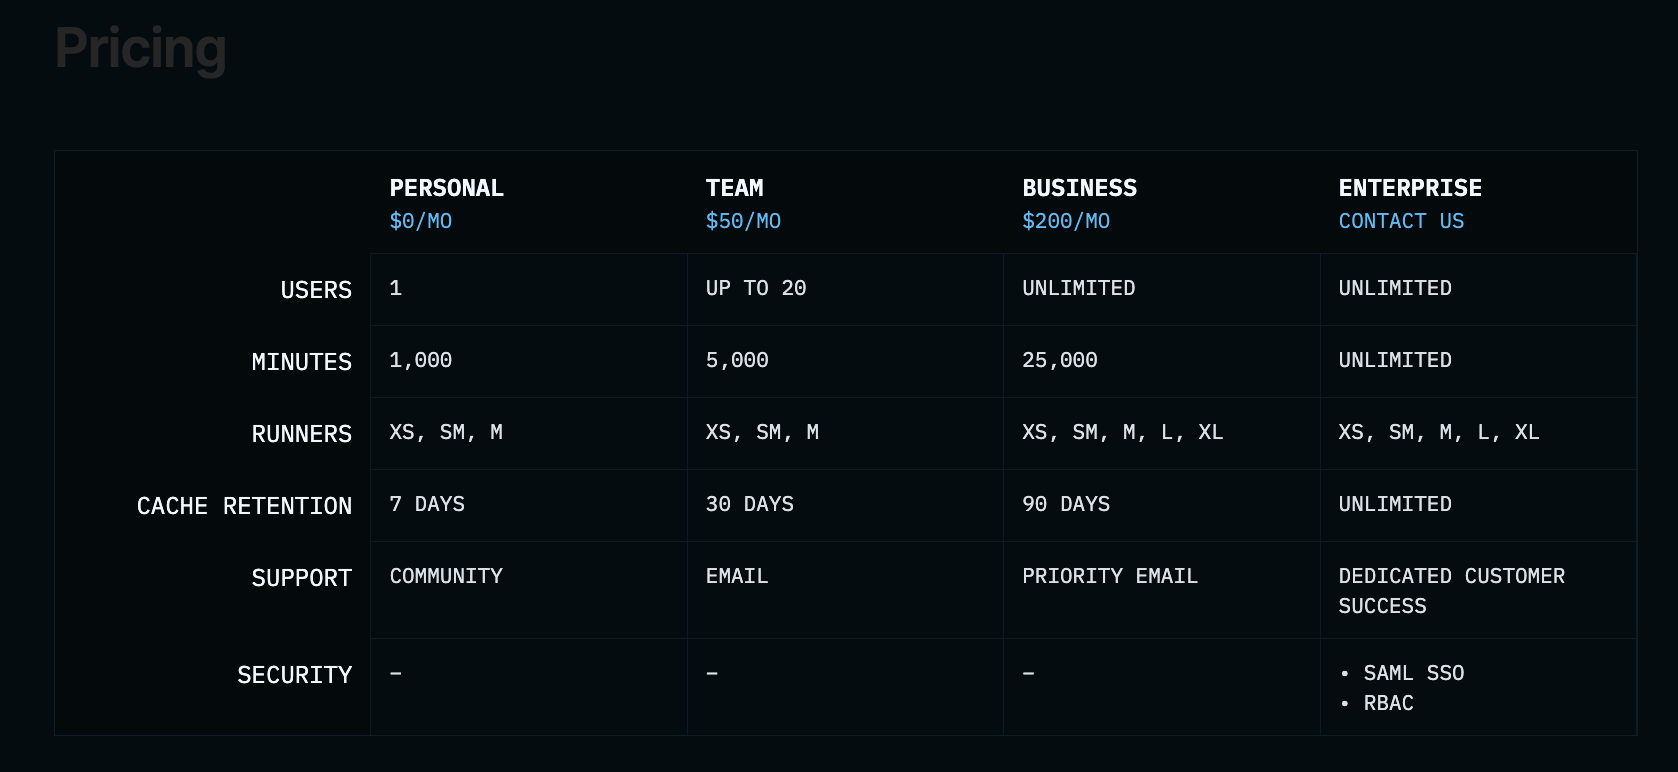 Pricing
PERSONAL TEAM BUSINESS ENTERPRISE
$0/MO $50/MO $200/MO CONTACT US
USERS 1 UP TO 20 UNLIMITED UNLIMITED
MINUTES 1,000 5,000 25,000 UNLIMITED
RUNNERS XS, SM, M XS, SM, M XS, SM, M, L, XL XS, SM, M, L, XL
CACHE RETENTION 7 DAYS 30 DAYS 90 DAYS UNLIMITED
SUPPORT COMMUNITY EMAIL PRIORITY EMAIL DEDICATED CUSTOMER
SUCCESS
SECURITY – – – • SAML SSO
• RBAC